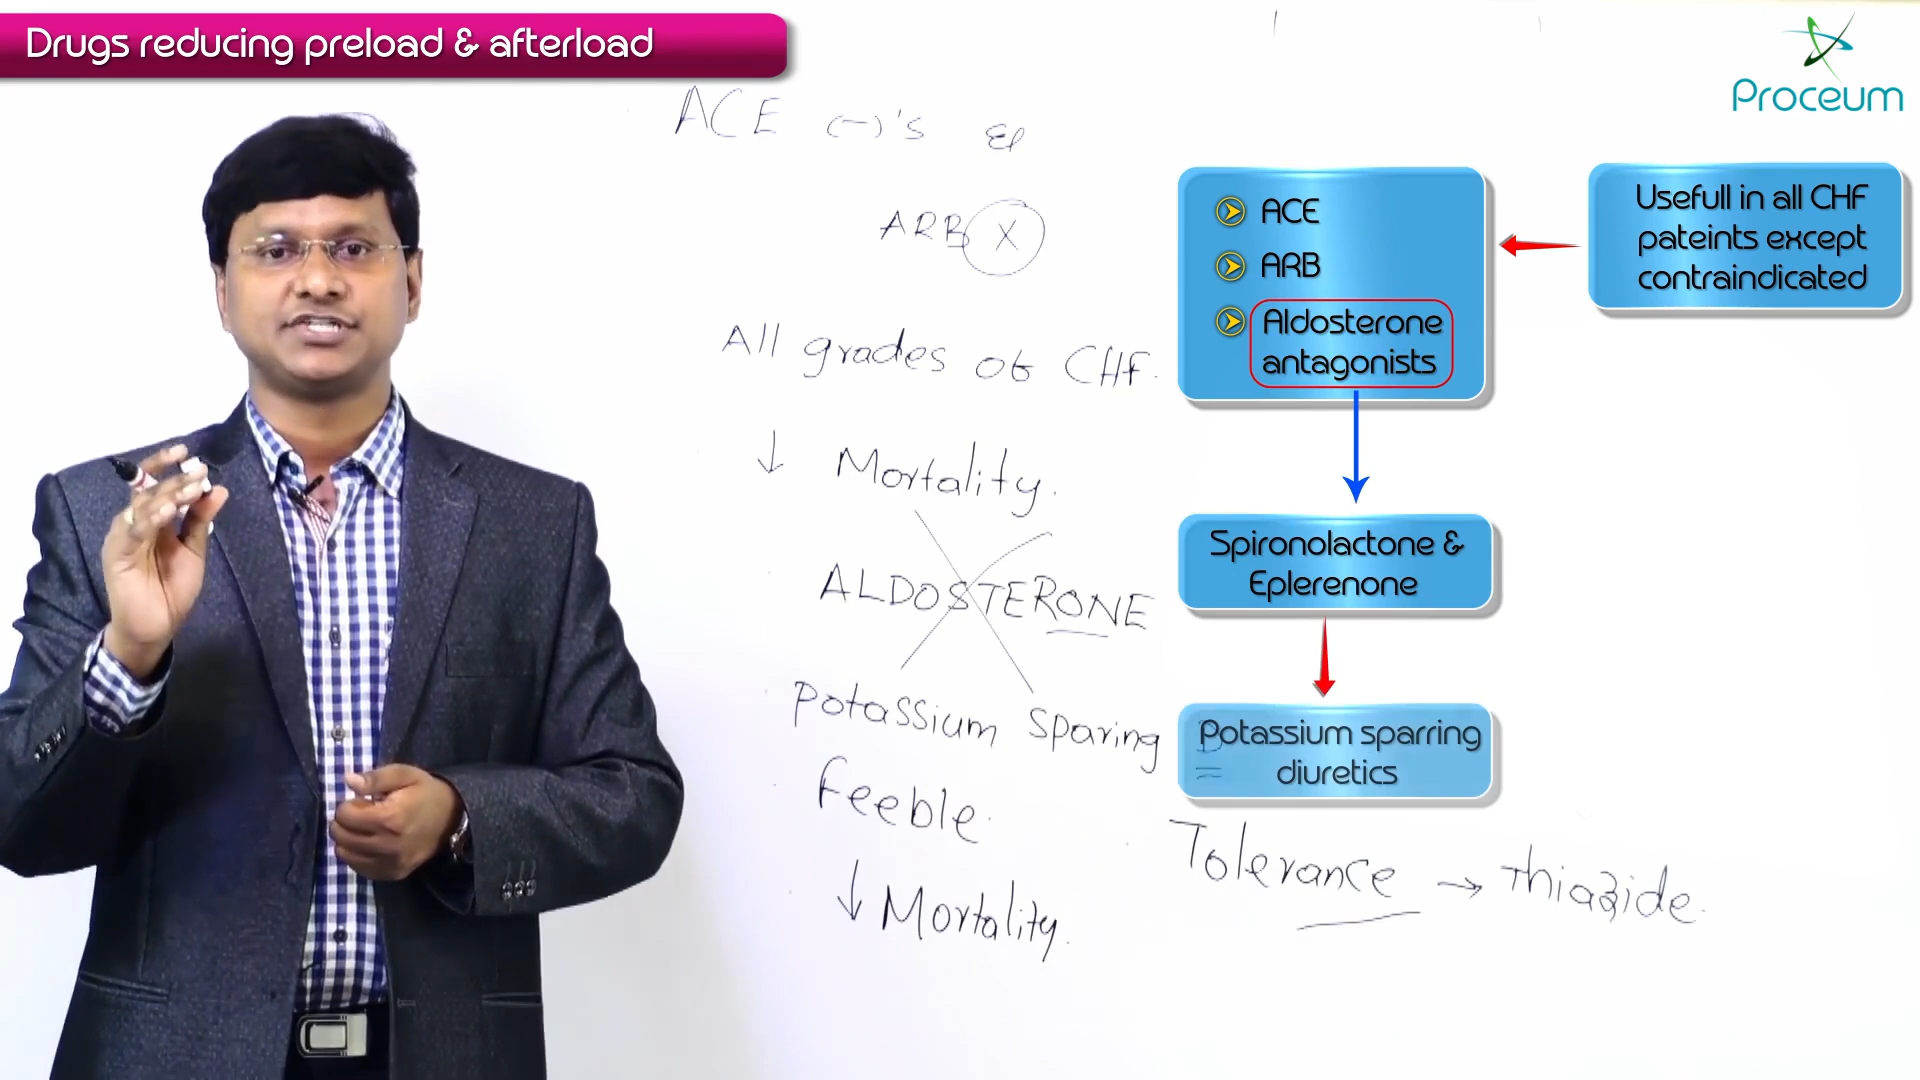 Drugs reducing preload & afterload
Proceum
ACE (-)'s &
ARB X
All grades of CHF.
↓ Mortality.
ALDOSTERONE
Potassium Sparing D
feeble.
↓ Mortality.
Tolerance → Thiazide.
ACE
ARB
Aldosterone
antagonists
Usefull in all CHF
pateints except
contraindicated
Spironolactone &
Eplerenone
Potassium sparring
diuretics